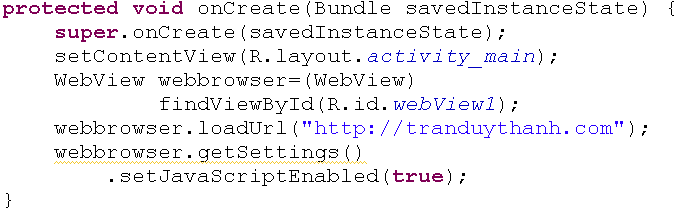 protected void onCreate(Bundle savedInstanceState) {
super.onCreate(savedInstanceState);
setContentView(R.layout.activity_main);
WebView webbrowser=(WebView)
findViewById(R.id.webView1);
webbrowser.loadUrl("http://tranduythanh.com");
webbrowser.getSettings()
.setJavaScriptEnabled(true);
}